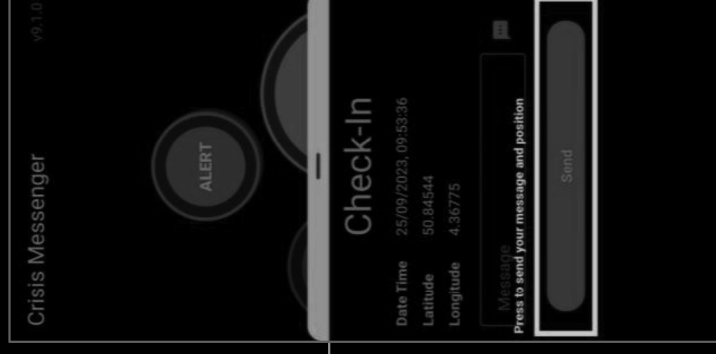 Crisis Messenger
v9.1.0
ALERT
Check-In
Date Time 25/09/2023, 09:53:36
Latitude 50.84544
Longitude 4.36775
Message
Press to send your message and position
Send